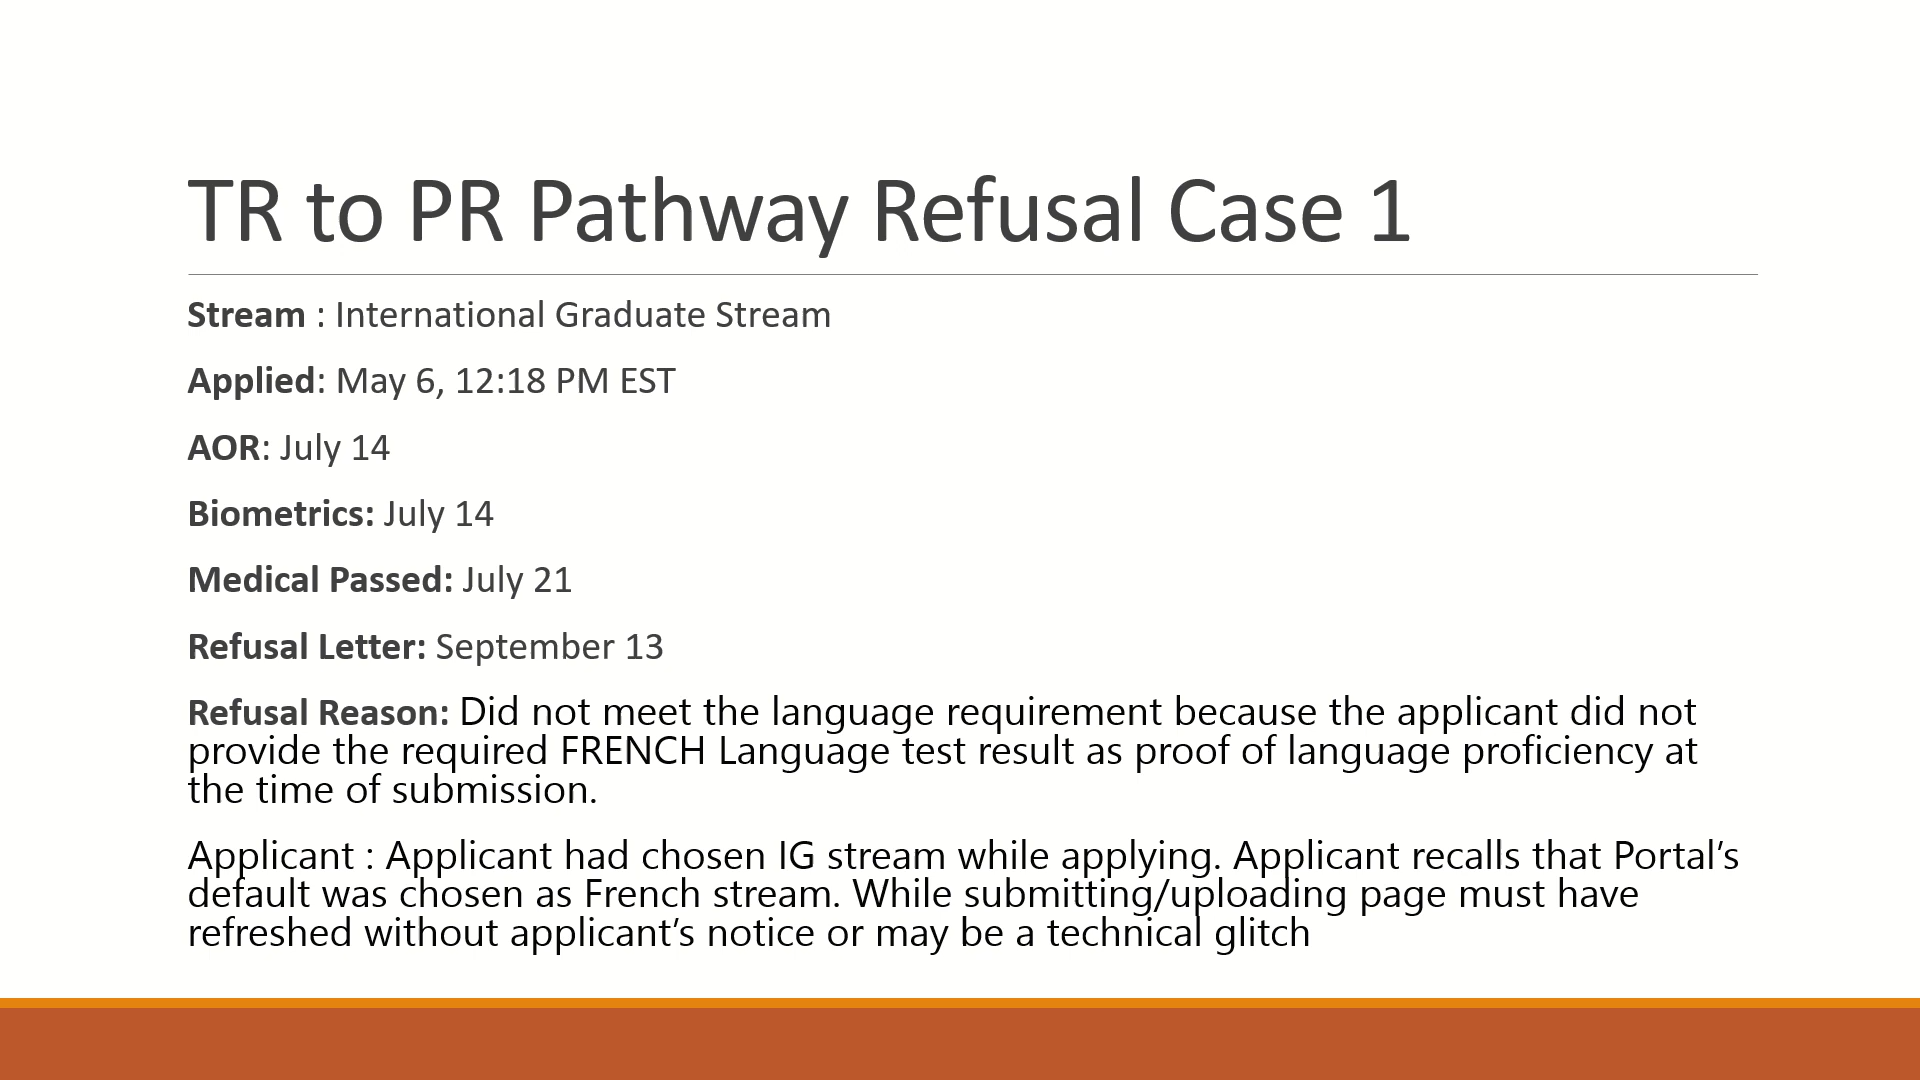 TR to PR Pathway Refusal Case 1
Stream : International Graduate Stream
Applied: May 6, 12:18 PM EST
AOR: July 14
Biometrics: July 14
Medical Passed: July 21
Refusal Letter: September 13
Refusal Reason: Did not meet the language requirement because the applicant did not
provide the required FRENCH Language test result as proof of language proficiency at
the time of submission.
Applicant : Applicant had chosen IG stream while applying. Applicant recalls that Portal’s
default was chosen as French stream. While submitting/uploading page must have
refreshed without applicant’s notice or may be a technical glitch